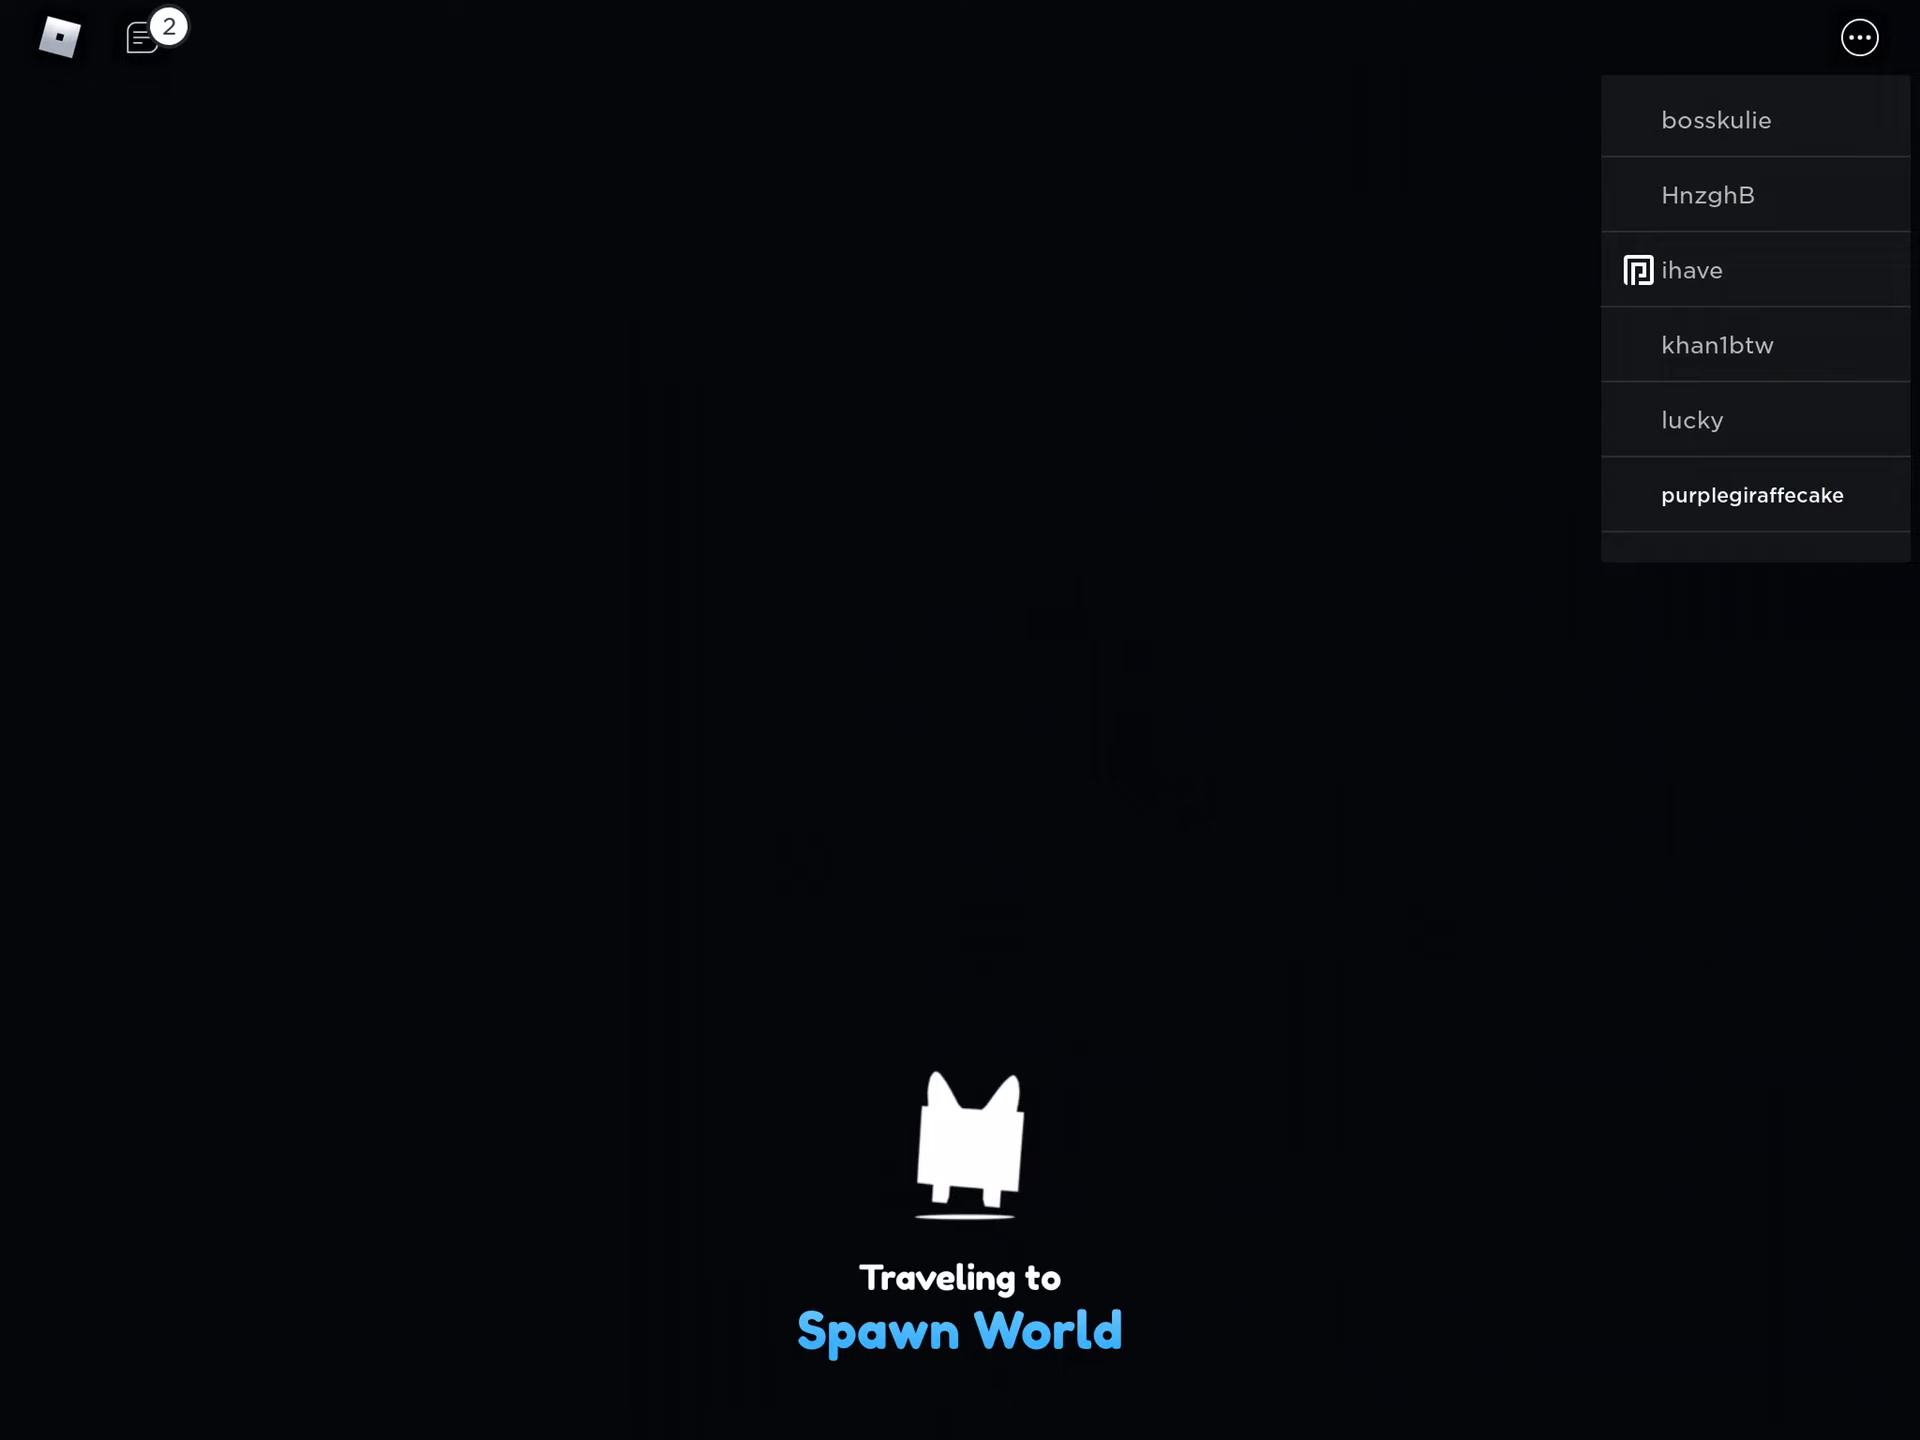 2
bosskulie
HnzghB
ihave
khan1btw
lucky
purplegiraffecake
Traveling to
Spawn World